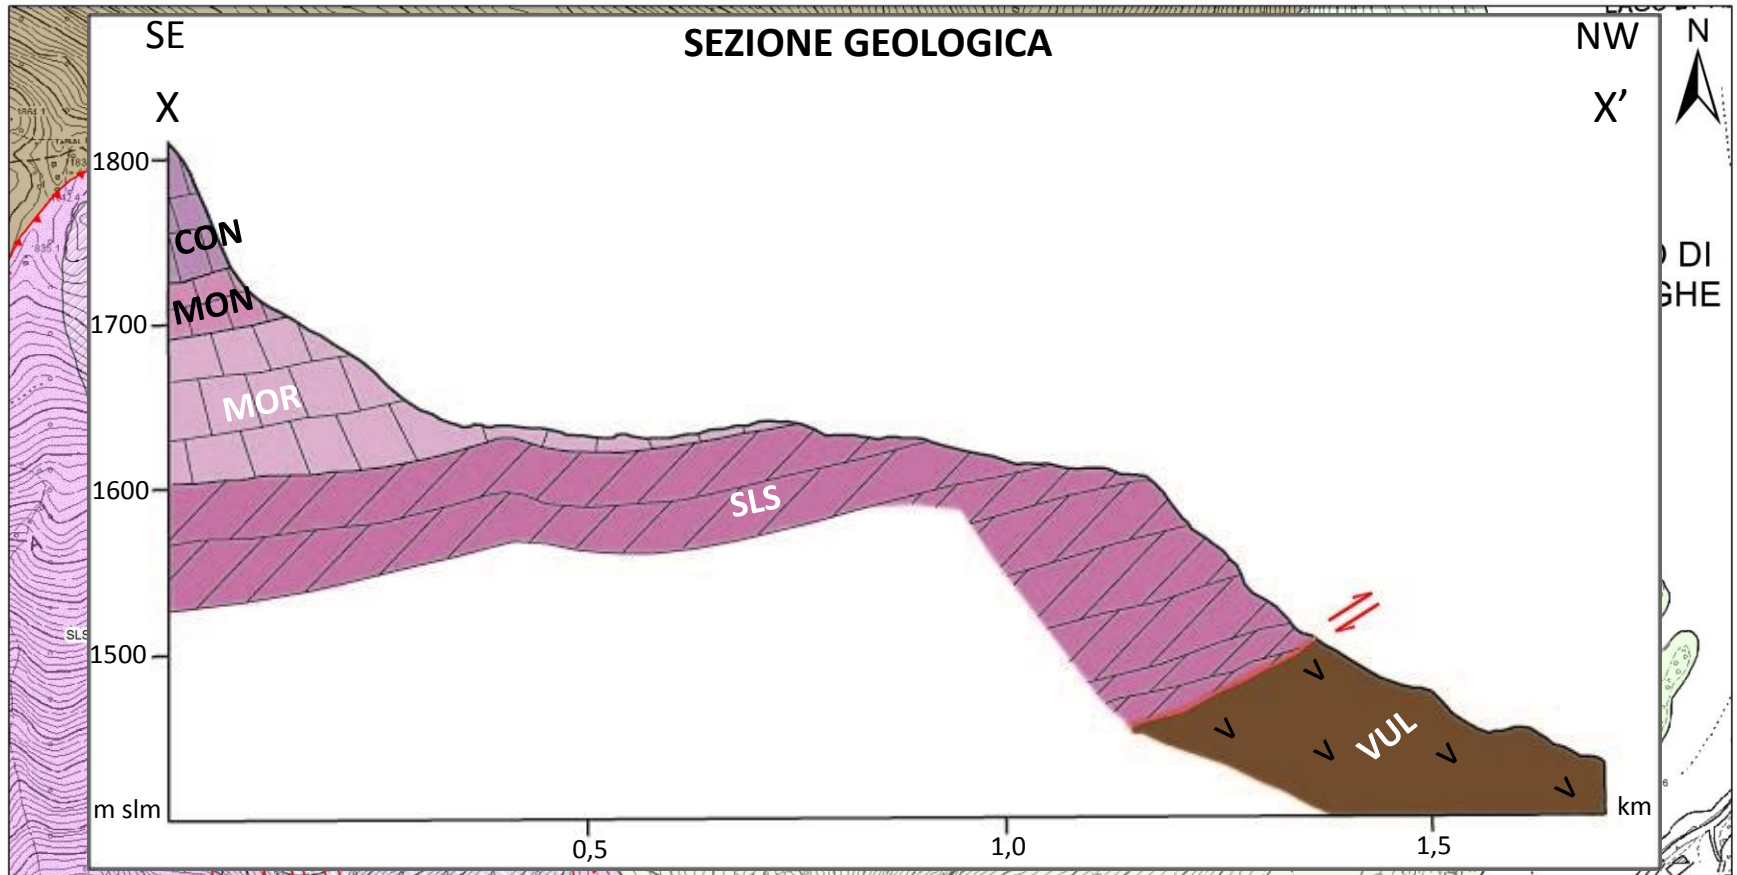 SE
SEZIONE GEOLOGICA
NW
N
X
X’
1800
CON
DI
MON
GHE
1700
MOR
1600
SLS
SLS
1500
VUL
V
V
V
V
V
m slm
km
0,5
1,0
1,5